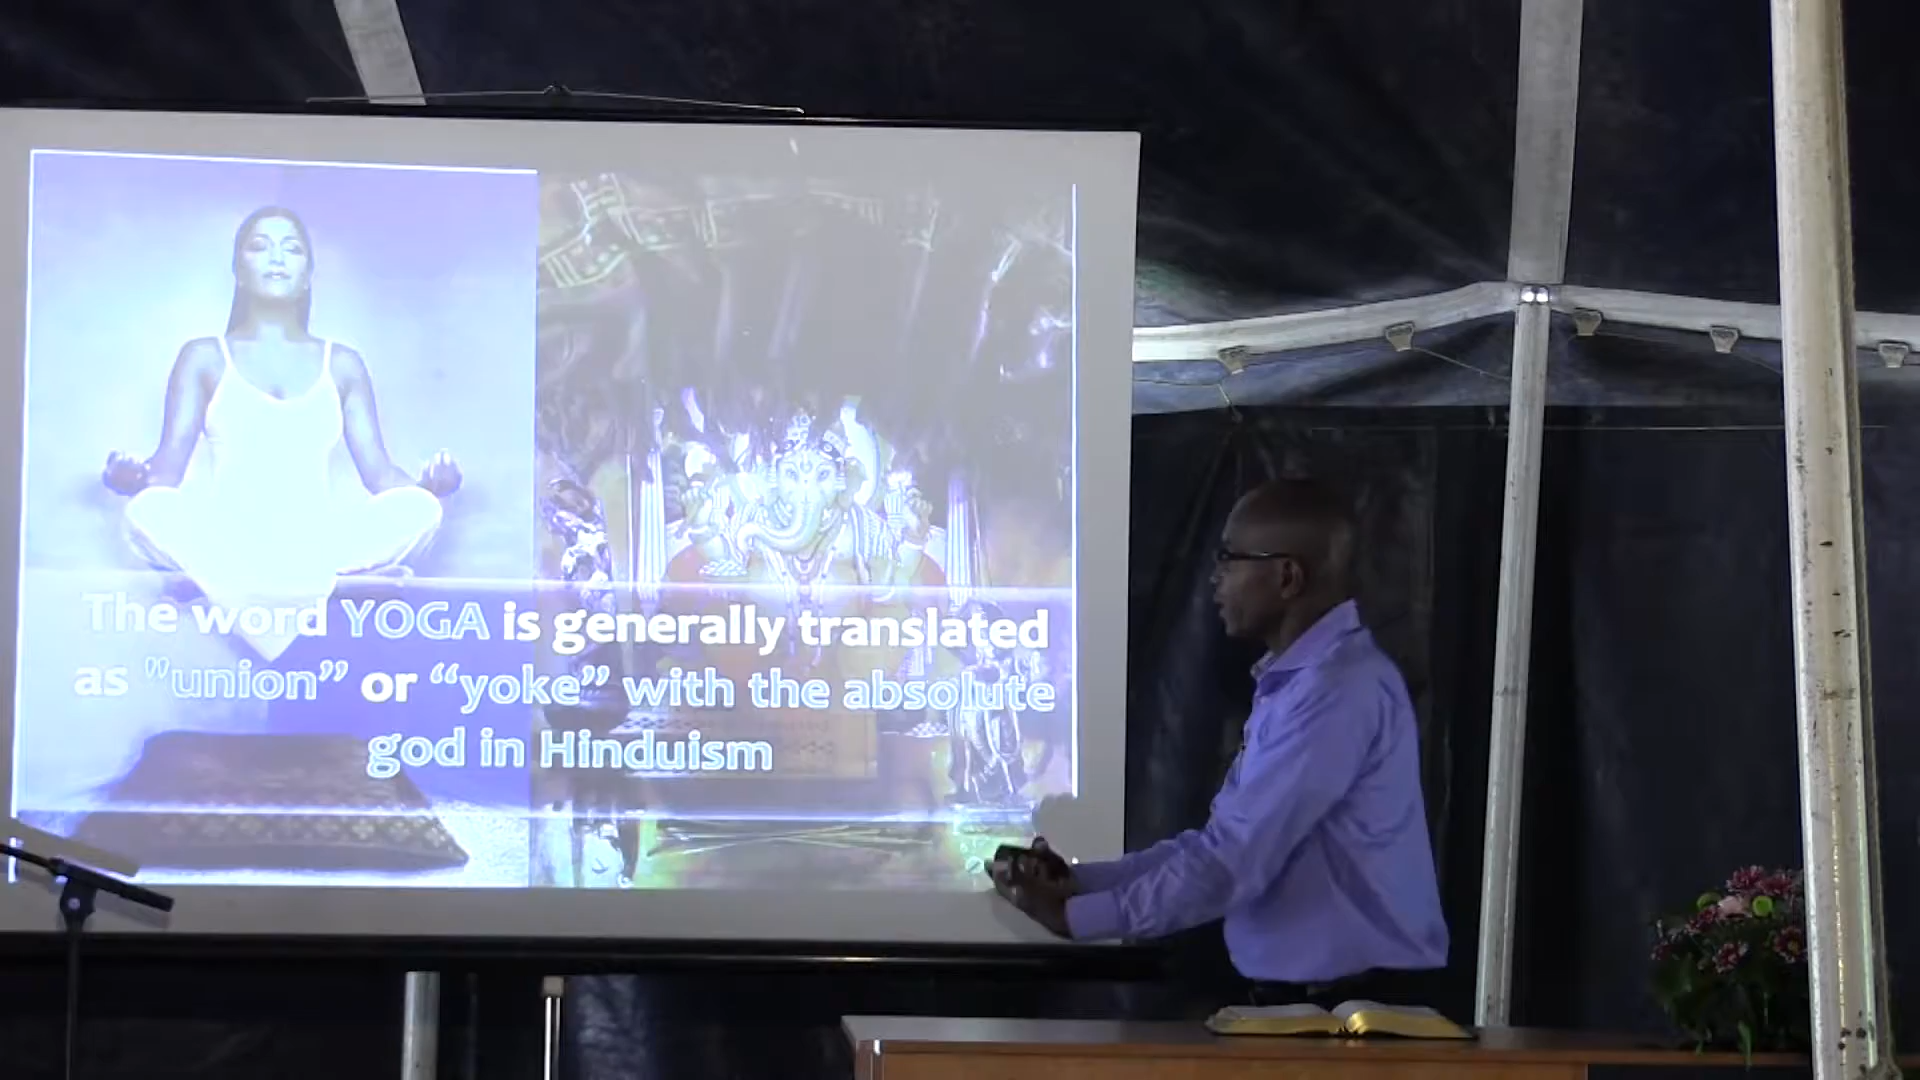 The word YOGA is generally translated
as "union” or “yoke” with the absolute
god in Hinduism